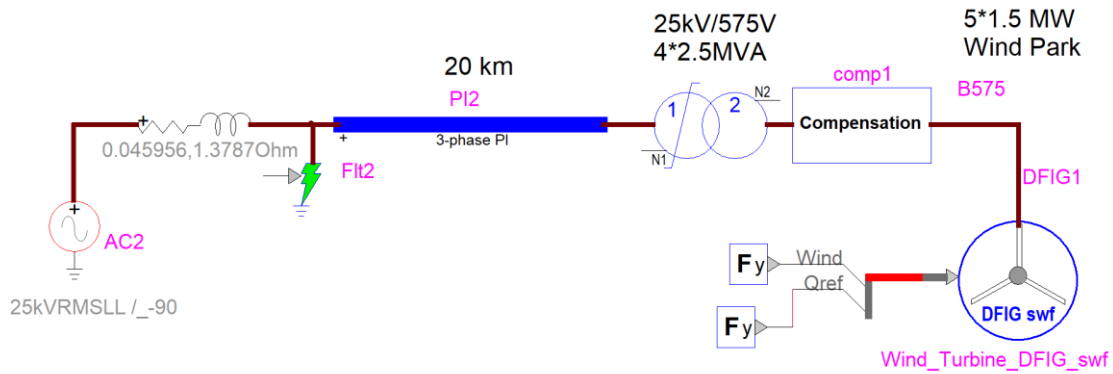 25kV/575V
4*2.5MVA
5*1.5 MW
Wind Park
20 km
PI2
comp1
B575
+
1
2
N2
N1
Compensation
+
3-phase PI
0.045956,1.3787Ohm
Flt2
DFIG1
+
AC2
25kVRMSLL /_-90
Fy
Wind
Qref
Fy
DFIG swf
Wind_Turbine_DFIG_swf